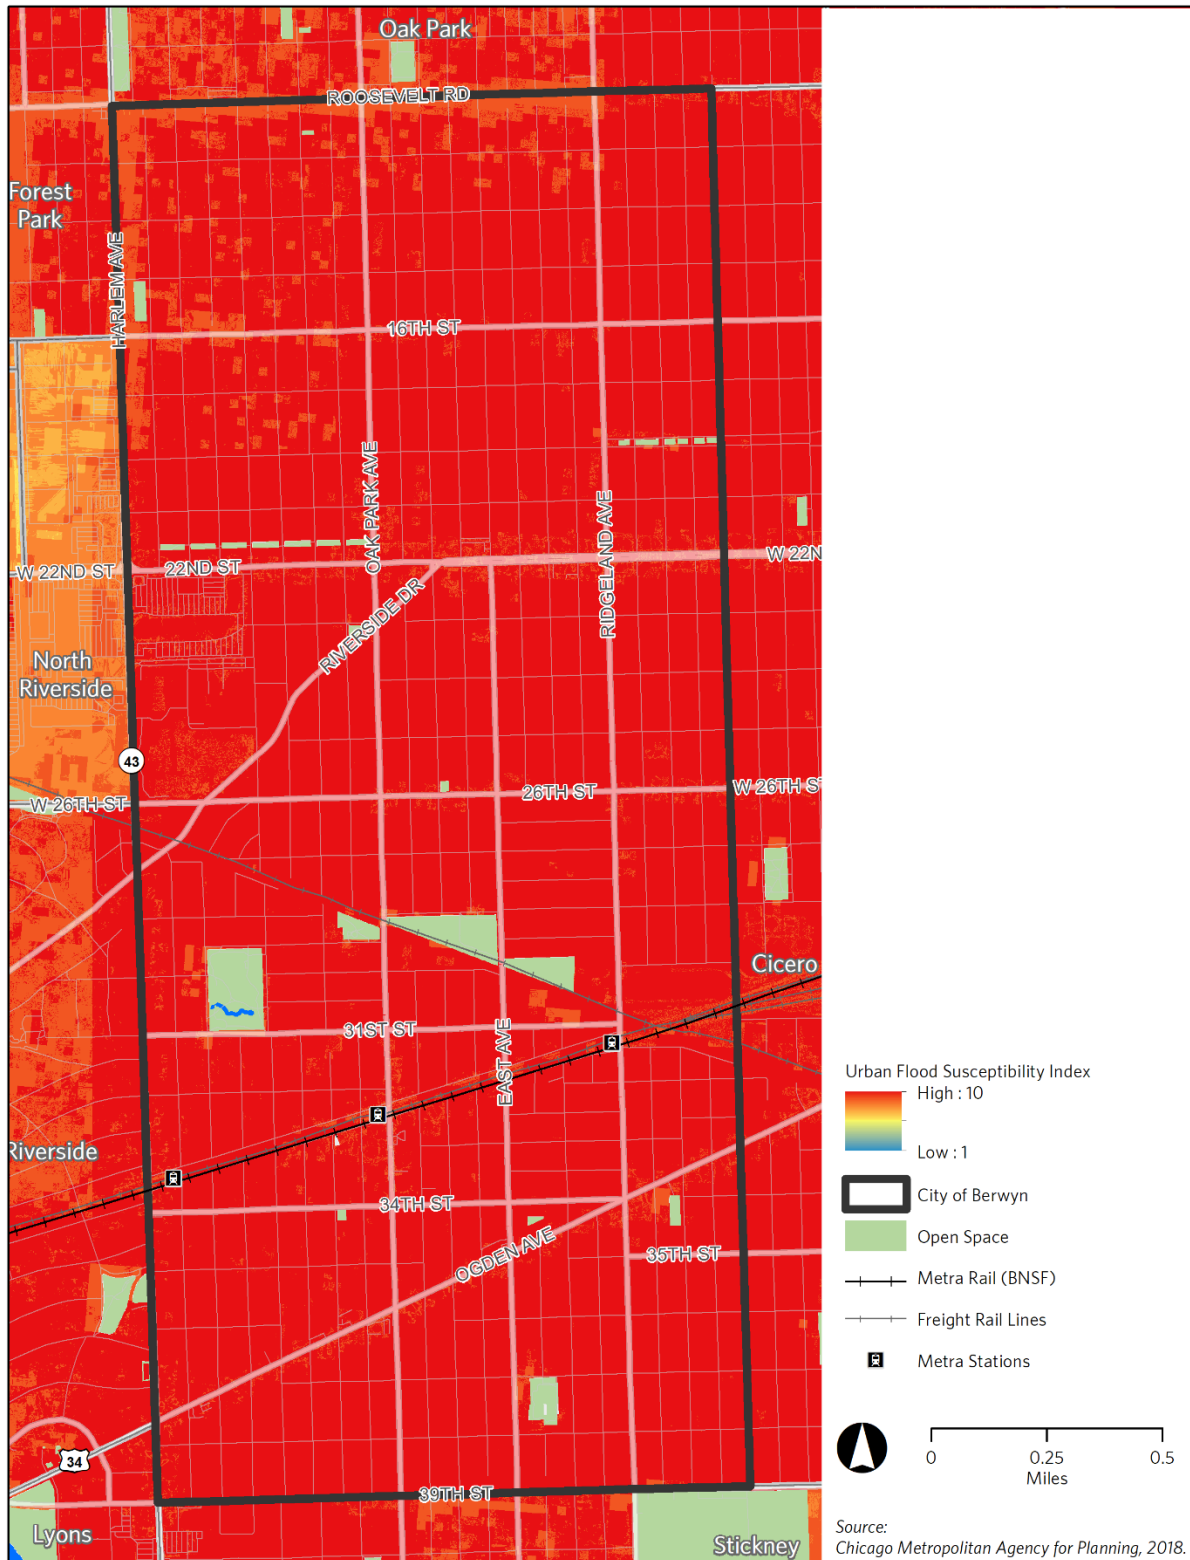 Oak Park
ROOSEVELT RD
Forest
Park
HARLEM AVE
16TH ST
OAK PARK AVE
RIDGELAND AVE
W 22ND ST
22ND ST
W 22N
RIVERSIDE DR
North
Riverside
43
W 26TH ST
26TH ST
W 26TH ST
Cicero
31ST ST
EAST AVE
Riverside
34TH ST
OGDEN AVE
35TH ST
34
39TH ST
Lyons
Stickney
Urban Flood Susceptibility Index
High : 10
Low : 1
City of Berwyn
Open Space
Metra Rail (BNSF)
Freight Rail Lines
Metra Stations
0 0.25 0.5
Miles
Source:
Chicago Metropolitan Agency for Planning, 2018.